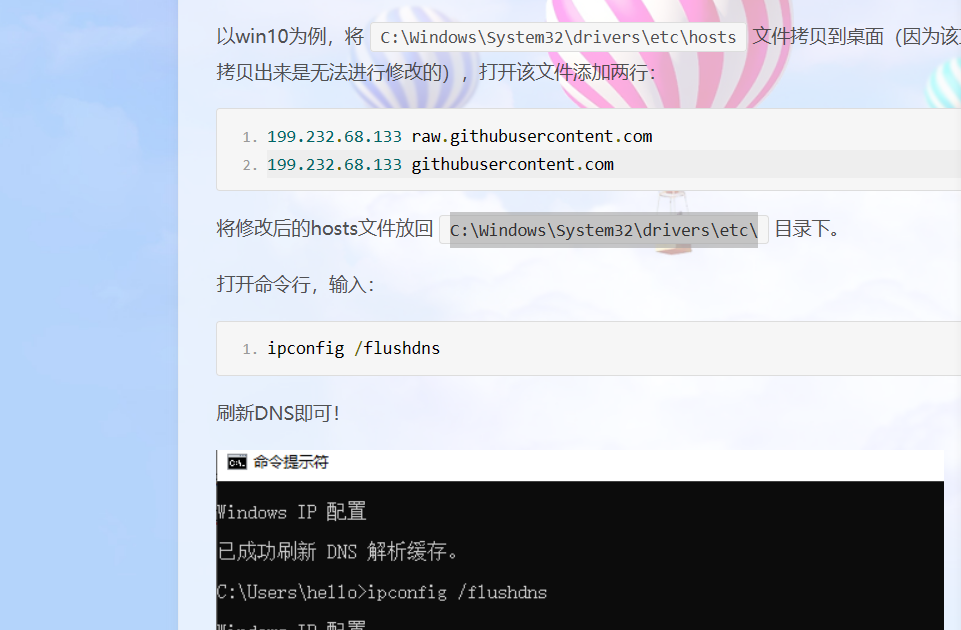 以win10为例，将 C:\Windows\System32\drivers\etc\hosts 文件拷贝到桌面（因为该
拷贝出来是无法进行修改的），打开该文件添加两行：
1. 199.232.68.133 raw.githubusercontent.com
2. 199.232.68.133 githubusercontent.com
将修改后的hosts文件放回 C:\Windows\System32\drivers\etc\ 目录下。
打开命令行，输入：
1. ipconfig /flushdns
刷新DNS即可！
命令提示符
Windows IP 配置
已成功刷新 DNS 解析缓存。
C:\Users\hello>ipconfig /flushdns
Windows IP 配置